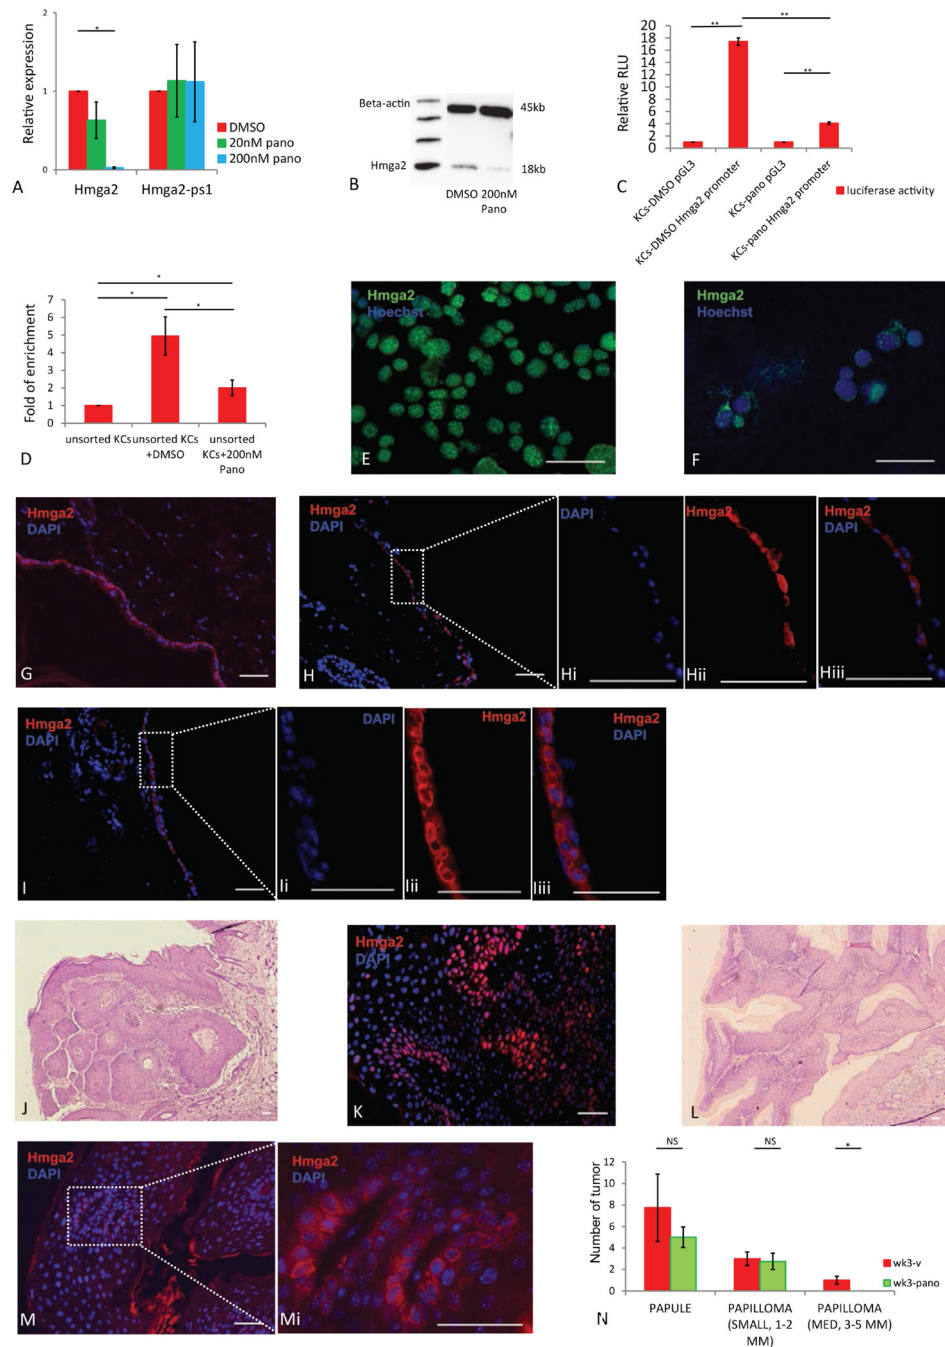 *
Relative expression
2
1
0
DMSO
20nM pano
200nM pano
Hmga2
Hmga2-ps1
A
Beta-actin
45kb
Hmga2
18kb
DMSO 200nM
Pano
B
**
**
**
Relative RLU
20
18
16
14
12
10
8
6
4
2
0
KCs-DMSO pGL3
KCs-DMSO Hmga2 promoter
KCs-pano pGL3
KCs-pano Hmga2 promoter
luciferase activity
C
*
*
*
Fold of enrichment
7
6
5
4
3
2
1
0
unsorted KCs
unsorted KCs
+DMSO
unsorted
KCs+200nM
Pano
D
Hmga2
Hoechst
E
Hmga2
Hoechst
F
Hmga2
DAPI
G
Hmga2
DAPI
H
DAPI
Hi
Hmga2
Hii
Hmga2
DAPI
Hiii
Hmga2
DAPI
I
DAPI
Ii
Hmga2
Iii
Hmga2
DAPI
Iiii
J
Hmga2
DAPI
K
L
Hmga2
DAPI
M
Mi
NS
NS
*
Number of tumor
12
10
8
6
4
2
0
wk3-v
wk3-pano
PAPULE
PAPILLOMA
(SMALL, 1-2
MM)
PAPILLOMA
(MED, 3-5 MM)
N